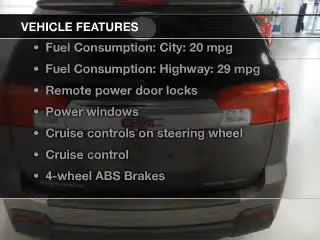 VEHICLE FEATURES
• Fuel Consumption: City: 20 mpg
• Fuel Consumption: Highway: 29 mpg
• Remote power door locks
• Power windows
GMC
• Cruise controls on steering wheel
• Cruise control
• 4-wheel ABS Brakes